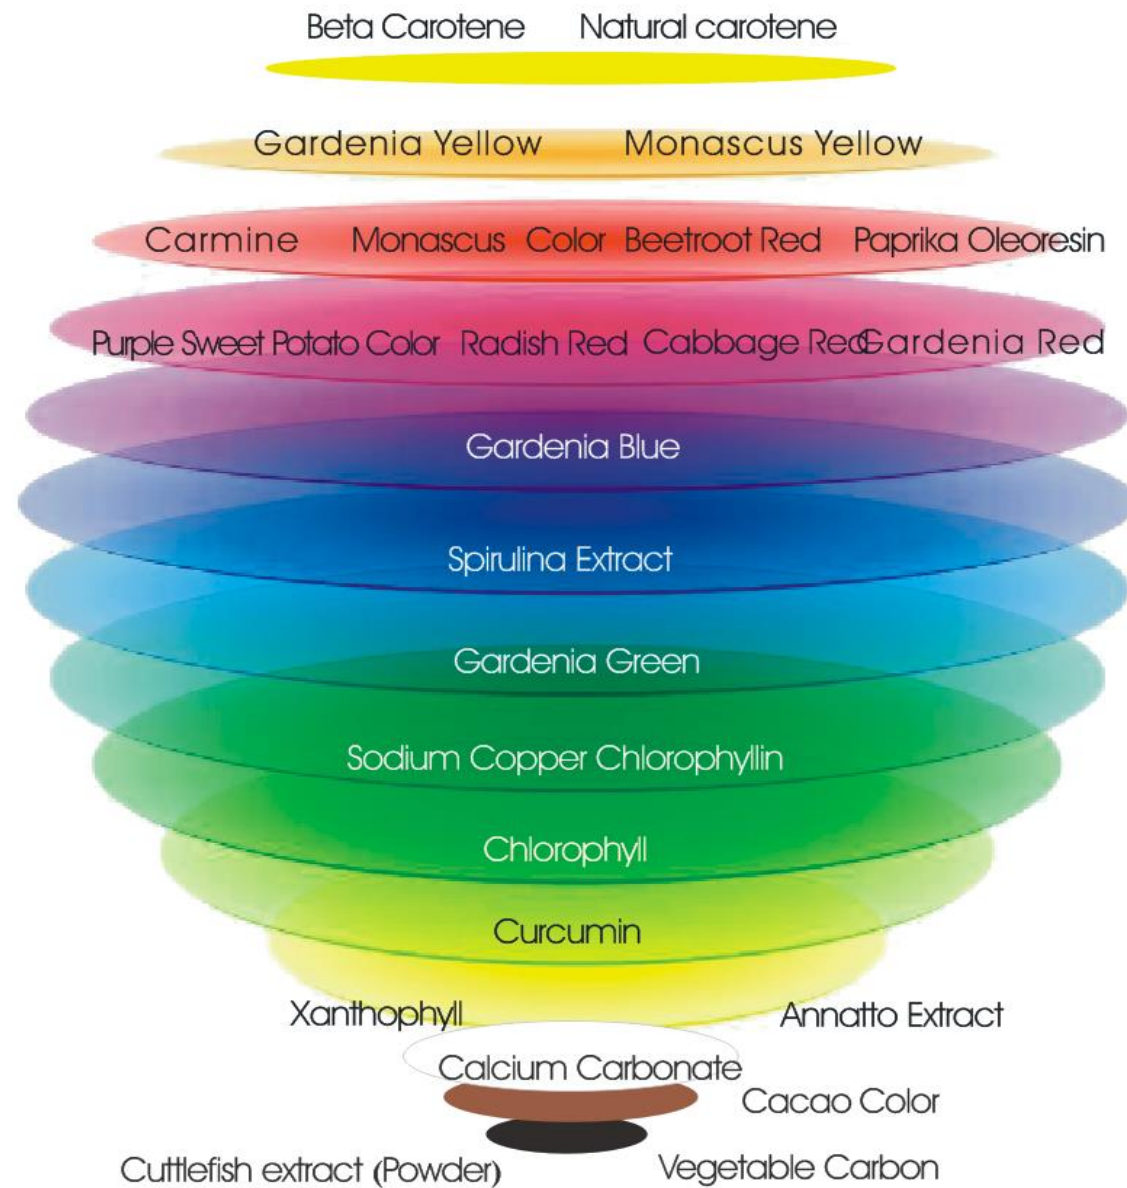 Beta Carotene Natural carotene
Gardenia Yellow Monascus Yellow
Carmine Monascus Color Beetroot Red Paprika Oleoresin
Purple Sweet Potato Color Radish Red Cabbage Red Gardenia Red
Gardenia Blue
Spirulina Extract
Gardenia Green
Sodium Copper Chlorophyllin
Chlorophyll
Curcumin
Xanthophyll Annatto Extract
Calcium Carbonate
Cacao Color
Cuttlefish extract (Powder) Vegetable Carbon